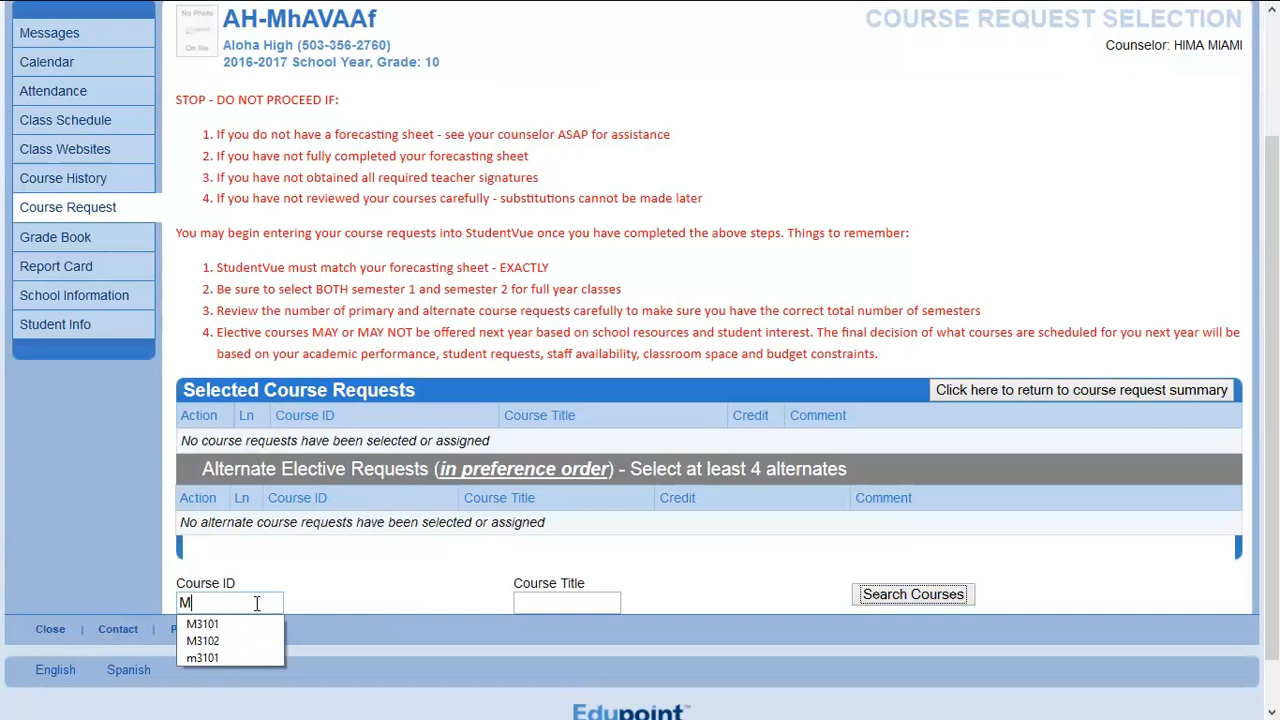 No Photo
On file
AH-MhAVAAf
COURSE REQUEST SELECTION
Aloha High (503-356-2760)
Counselor: HIMA MIAMI
2016-2017 School Year, Grade: 10
Messages
Calendar
Attendance
Class Schedule
Class Websites
Course History
Course Request
Grade Book
Report Card
School Information
Student Info
STOP - DO NOT PROCEED IF:
1. If you do not have a forecasting sheet - see your counselor ASAP for assistance
2. If you have not fully completed your forecasting sheet
3. If you have not obtained all required teacher signatures
4. If you have not reviewed your courses carefully - substitutions cannot be made later
You may begin entering your course requests into StudentVue once you have completed the above steps. Things to remember:
1. StudentVue must match your forecasting sheet - EXACTLY
2. Be sure to select BOTH semester 1 and semester 2 for full year classes
3. Review the number of primary and alternate course requests carefully to make sure you have the correct total number of semesters
4. Elective courses MAY or MAY NOT be offered next year based on school resources and student interest. The final decision of what courses are scheduled for you next year will be
based on your academic performance, student requests, staff availability, classroom space and budget constraints.
Selected Course Requests
Click here to return to course request summary
Action Ln Course ID Course Title Credit Comment
No course requests have been selected or assigned
Alternate Elective Requests (in preference order) - Select at least 4 alternates
Action Ln Course ID Course Title Credit Comment
No alternate course requests have been selected or assigned
Course ID Course Title
M
Search Courses
M3101
M3102
m3101
Close | Contact | P
English Spanish
Edupoint™